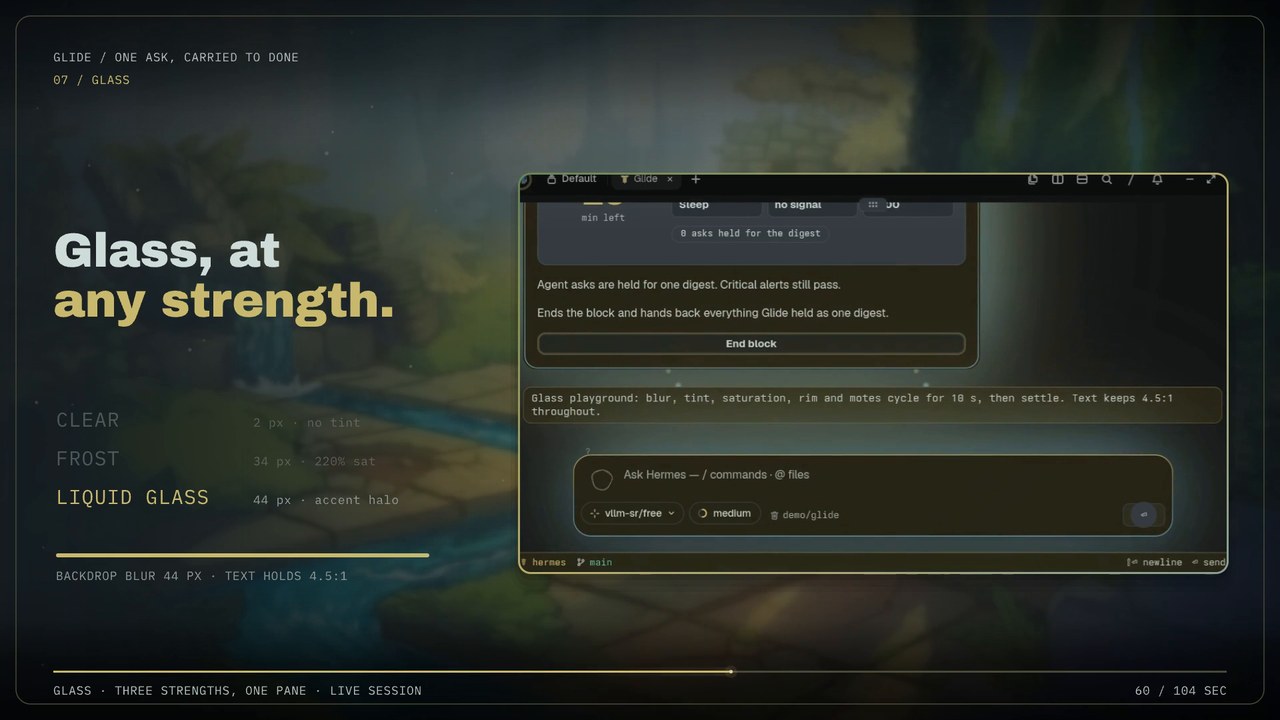 GLIDE / ONE ASK, CARRIED TO DONE
07 / GLASS
Glass, at
any strength.
CLEAR 2 px · no tint
FROST 34 px · 220% sat
LIQUID GLASS 44 px · accent halo
BACKDROP BLUR 44 PX · TEXT HOLDS 4.5:1
Default Glide × +
min left
Sleep no signal
0 asks held for the digest
Agent asks are held for one digest. Critical alerts still pass.
Ends the block and hands back everything Glide held as one digest.
End block
Glass playground: blur, tint, saturation, rim and motes cycle for 10 s, then settle. Text keeps 4.5:1
throughout.
Ask Hermes — / commands · @ files
vllm-sr/free medium demo/glide
hermes main newline send
GLASS · THREE STRENGTHS, ONE PANE · LIVE SESSION
60 / 104 SEC